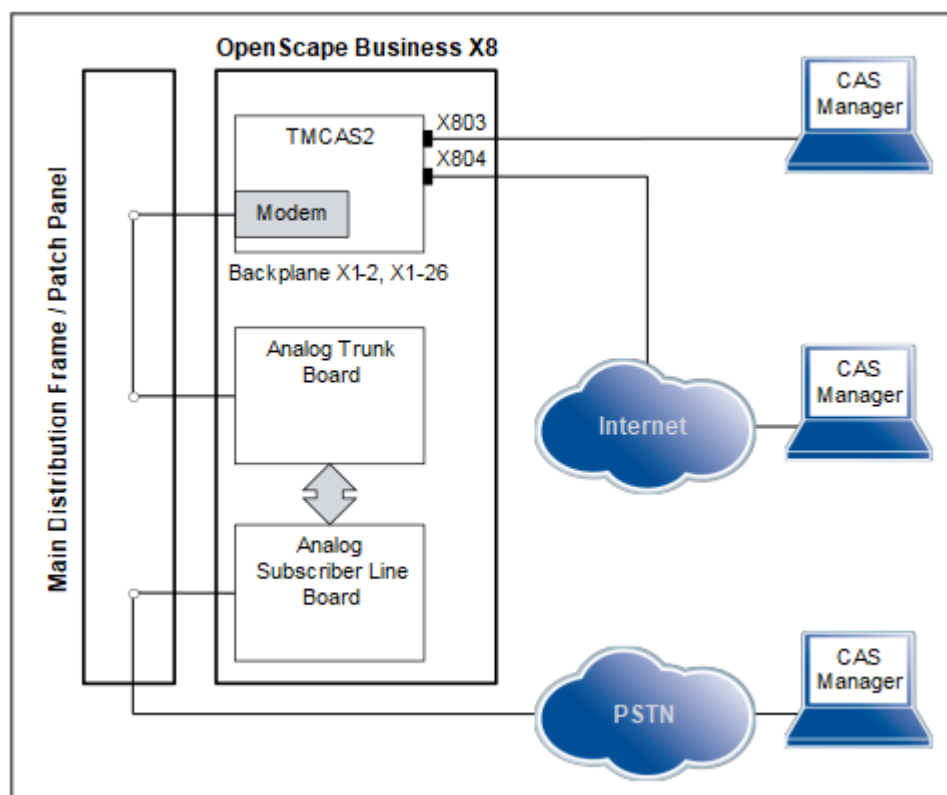 OpenScape Business X8
Main Distribution Frame / Patch Panel
TMCAS2
X803
X804
Modem
Backplane X1-2, X1-26
Analog Trunk
Board
Analog
Subscriber Line
Board
CAS
Manager
Internet
CAS
Manager
PSTN
CAS
Manager